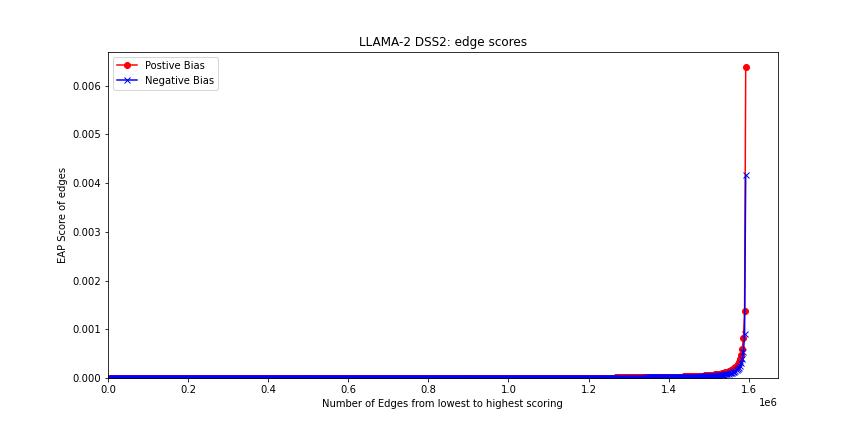 LLAMA-2 DSS2: edge scores
Postive Bias
Negative Bias
EAP Score of edges
0.006
0.005
0.004
0.003
0.002
0.001
0.000
0.0 0.2 0.4 0.6 0.8 1.0 1.2 1.4 1.6
1e6
Number of Edges from lowest to highest scoring